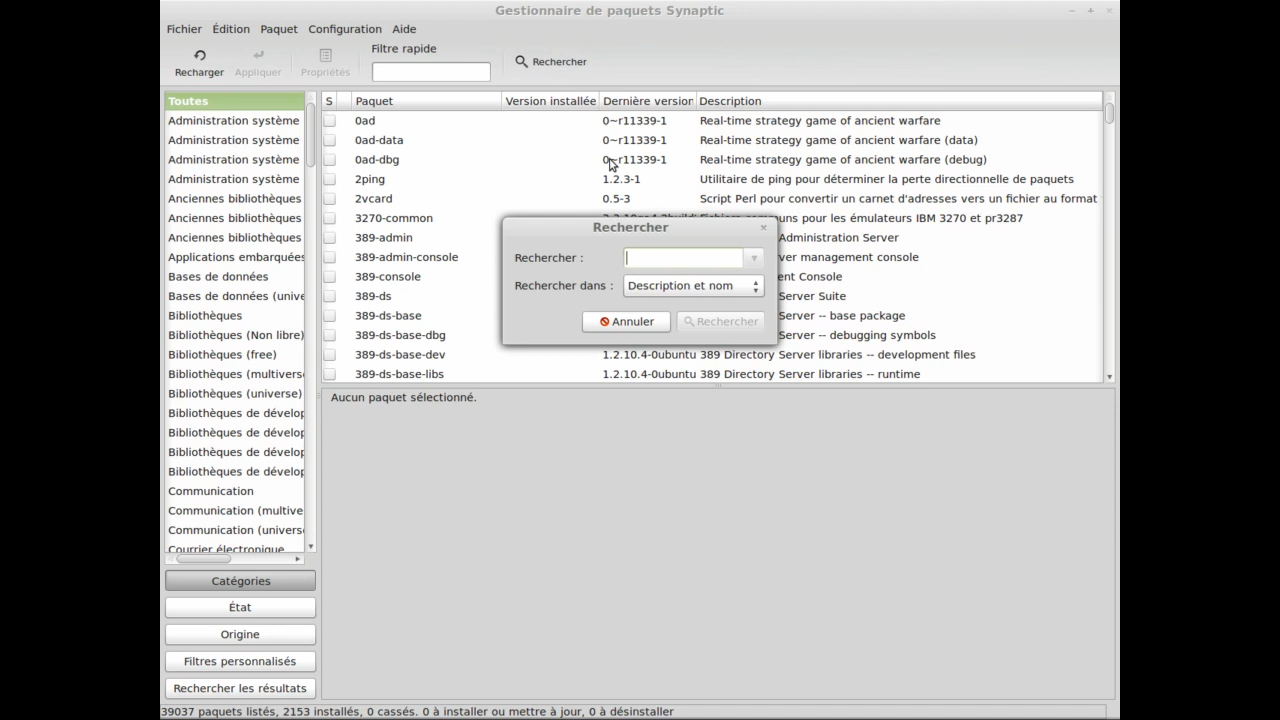 Gestionnaire de paquets Synaptic
Fichier Édition Paquet Configuration Aide
Recharger Appliquer Propriétés
Filtre rapide
Rechercher
Toutes
Administration système
Administration système
Administration système
Administration système
Anciennes bibliothèques
Anciennes bibliothèques
Anciennes bibliothèques
Applications embarquées
Bases de données
Bases de données (unive
Bibliothèques
Bibliothèques (Non libre)
Bibliothèques (free)
Bibliothèques (multivers
Bibliothèques (universe)
Bibliothèques de dévelop
Bibliothèques de dévelop
Bibliothèques de dévelop
Bibliothèques de dévelop
Communication
Communication (multive
Communication (univers
Courrier électronique
Catégories
État
Origine
Filtres personnalisés
Rechercher les résultats
S Paquet Version installée Dernière version Description
0ad 0~r11339-1 Real-time strategy game of ancient warfare
0ad-data 0~r11339-1 Real-time strategy game of ancient warfare (data)
0ad-dbg 0~r11339-1 Real-time strategy game of ancient warfare (debug)
2ping 1.2.3-1 Utilitaire de ping pour déterminer la perte directionnelle de paquets
2vcard 0.5-3 Script Perl pour convertir un carnet d'adresses vers un fichier au format
3270-common pour les émulateurs IBM 3270 et pr3287
389-admin Administration Server
389-admin-console ver management console
389-console ent Console
389-ds Server Suite
389-ds-base Server -- base package
389-ds-base-dbg Server -- debugging symbols
389-ds-base-dev 1.2.10.4-0ubuntu 389 Directory Server libraries -- development files
389-ds-base-libs 1.2.10.4-0ubuntu 389 Directory Server libraries -- runtime
Rechercher
Rechercher :
Rechercher dans : Description et nom
Annuler Rechercher
Aucun paquet sélectionné.
39037 paquets listés, 2153 installés, 0 cassés. 0 à installer ou mettre à jour, 0 à désinstaller